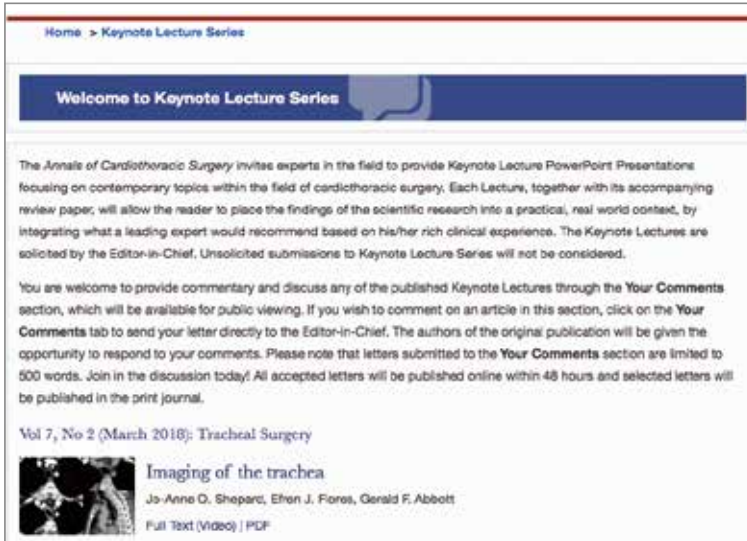 Home > Keynote Lecture Series
Welcome to Keynote Lecture Series
The Annals of Cardiothoracic Surgery invites experts in the field to provide Keynote Lecture PowerPoint Presentations
focusing on contemporary topics within the field of cardiothoracic surgery. Each Lecture, together with its accompanying
review paper, will allow the reader to place the findings of the scientific research into a practical, real world context, by
integrating what a leading expert would recommend based on his/her rich clinical experience. The Keynote Lectures are
solicited by the Editor-in-Chief. Unsolicited submissions to Keynote Lecture Series will not be considered.
You are welcome to provide commentary and discuss any of the published Keynote Lectures through the Your Comments
section, which will be available for public viewing. If you wish to comment on an article in this section, click on the Your
Comments tab to send your letter directly to the Editor-in-Chief. The authors of the original publication will be given the
opportunity to respond to your comments. Please note that letters submitted to the Your Comments section are limited to
500 words. Join in the discussion today! All accepted letters will be published online within 48 hours and selected letters will
be published in the print journal.
Vol 7, No 2 (March 2018): Tracheal Surgery
Imaging of the trachea
Jo-Anne O. Shepard, Efren J. Flores, Gerald F. Abbott
Full Text (Video) | PDF